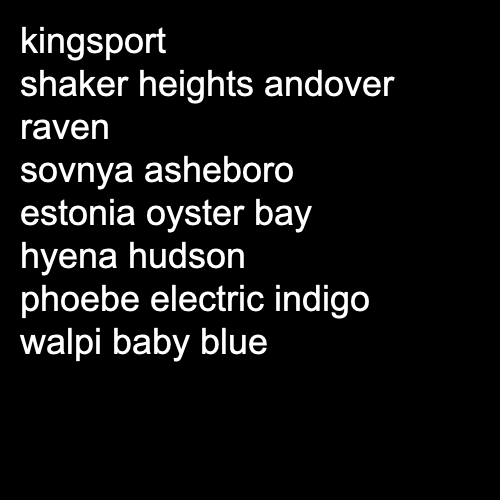 kingsport
shaker heights andover
raven
sovnya asheboro
estonia oyster bay
hyena hudson
phoebe electric indigo
walpi baby blue